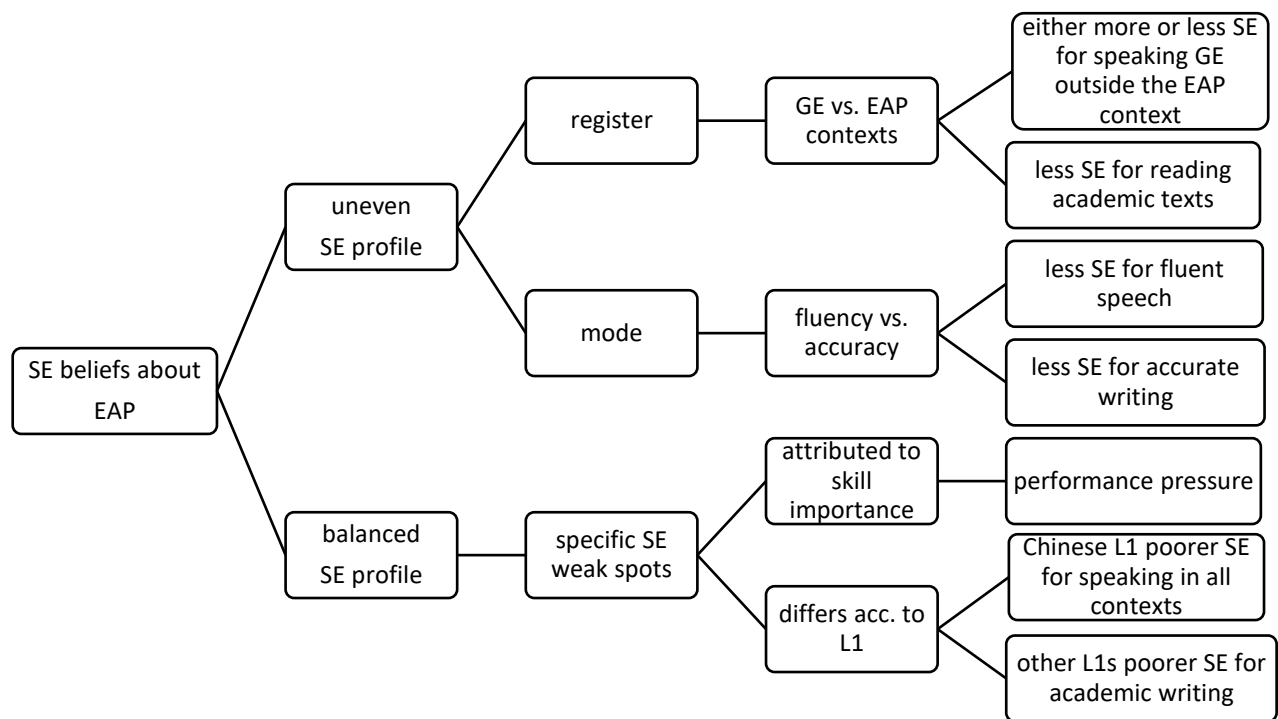 SE beliefs about
EAP
uneven
SE profile
balanced
SE profile
register
mode
specific SE
weak spots
GE vs. EAP
contexts
fluency vs.
accuracy
attributed to
skill
importance
differs acc. to
L1
either more or less SE
for speaking GE
outside the EAP
context
less SE for reading
academic texts
less SE for fluent
speech
less SE for accurate
writing
performance pressure
Chinese L1 poorer SE
for speaking in all
contexts
other L1s poorer SE for
academic writing